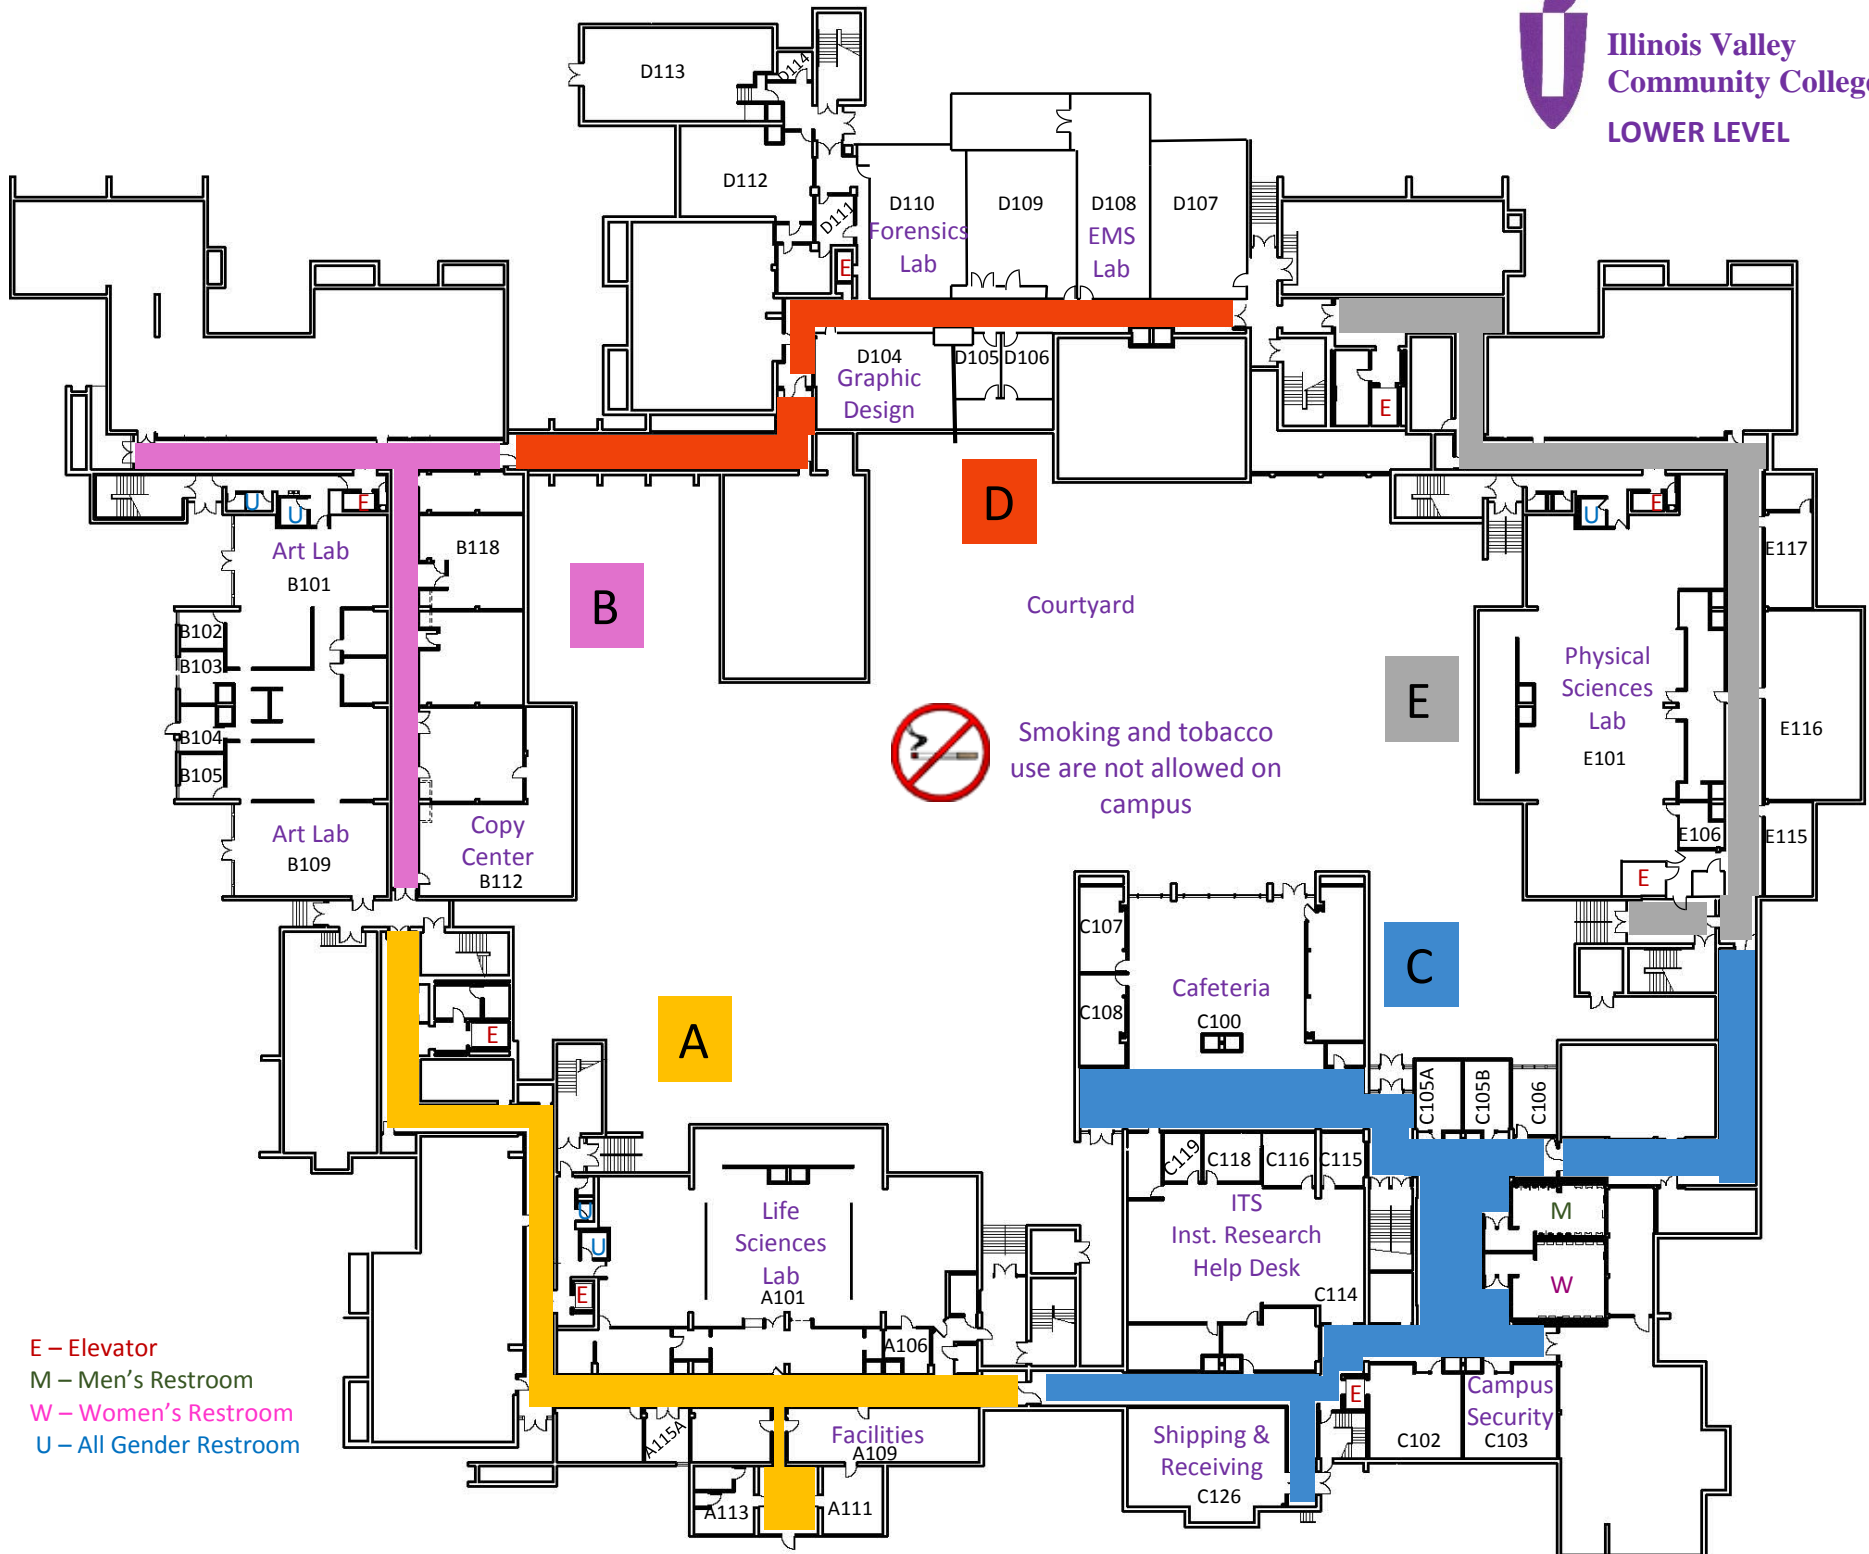 Illinois Valley
Community College
LOWER LEVEL
D113
D114
D112
D111
D110
Forensics
Lab
D109
D108
EMS
Lab
D107
E
D104
Graphic
Design
D105
D106
E
D
U
U
E
Art Lab
B101
B118
B
B102
B103
B104
B105
Art Lab
B109
Copy
Center
B112
Courtyard
Smoking and tobacco
use are not allowed on
campus
U
E
E117
E
Physical
Sciences
Lab
E101
E116
E106
E115
E
C107
C108
Cafeteria
C100
C
A
E
C105A
C105B
C106
C119
C118
C116
C115
ITS
Inst. Research
Help Desk
C114
M
W
U
U
E
Life
Sciences
Lab
A101
A106
E
Campus
Security
C102
C103
A115A
Facilities
A109
A113
A111
Shipping &
Receiving
C126
E – Elevator
M – Men's Restroom
W – Women's Restroom
U – All Gender Restroom